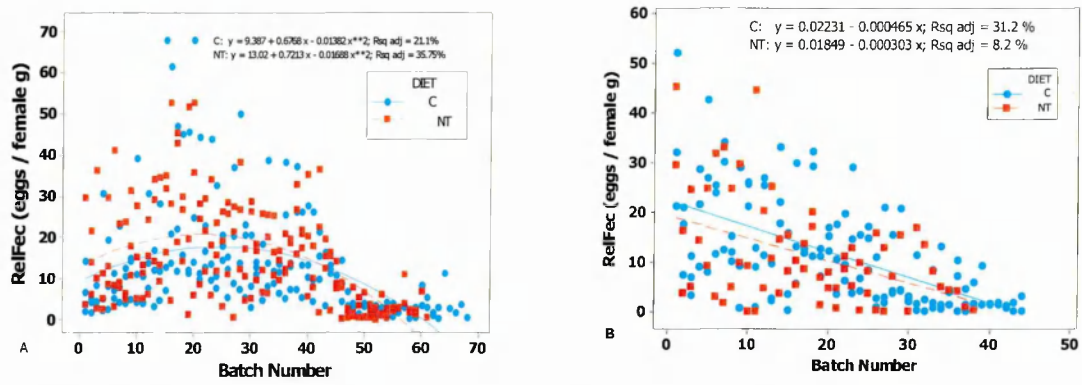 C: y = 9.387 + 0.6768 x - 0.01382 x**2; Rsq adj = 21.1%
NT: y = 13.02 + 0.7213 x - 0.01688 x**2; Rsq adj = 35.75%
DIET
C
NT
RelFec (eggs / female g)
70
60
50
40
30
20
10
0
0 10 20 30 40 50 60 70
Batch Number
A
C: y = 0.02231 - 0.000465 x; Rsq adj = 31.2 %
NT: y = 0.01849 - 0.000303 x; Rsq adj = 8.2 %
DIET
C
NT
RelFec (eggs / female g)
60
50
40
30
20
10
0
0 10 20 30 40 50
Batch Number
B